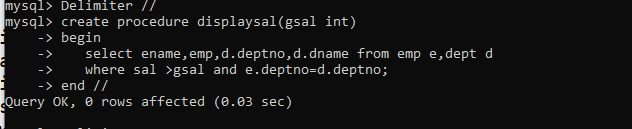 mysql> Delimiter //
mysql> create procedure displaysal(gsal int)
    -> begin
    ->   select ename,emp,d.deptno,d.dname from emp e,dept d
    ->   where sal >gsal and e.deptno=d.deptno;
    -> end //
Query OK, 0 rows affected (0.03 sec)